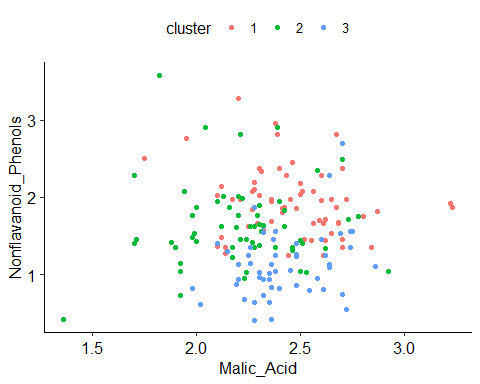 cluster 1 2 3
Nonflavanoid_Phenols
3
2
1
1.5 2.0 2.5 3.0
Malic_Acid